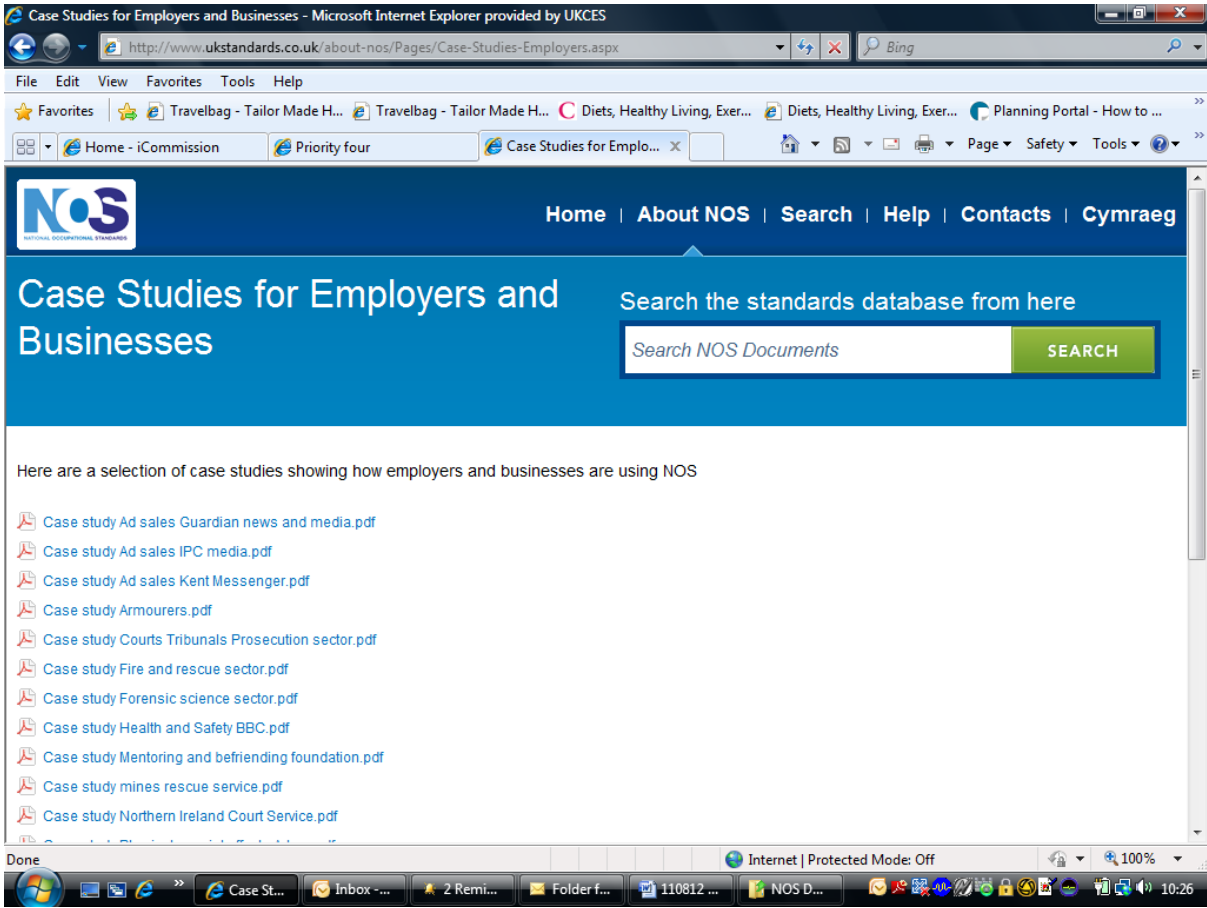 Case Studies for Employers and Businesses - Microsoft Internet Explorer provided by UKCES
http://www.ukstandards.co.uk/about-nos/Pages/Case-Studies-Employers.aspx
Bing
File Edit View Favorites Tools Help
Favorites Travelbag - Tailor Made H... Travelbag - Tailor Made H... Diets, Healthy Living, Exer... Diets, Healthy Living, Exer... Planning Portal - How to ...
Home - iCommission Priority four Case Studies for Emplo... X Page Safety Tools
NOS
NATIONAL OCCUPATIONAL STANDARDS
Home | About NOS | Search | Help | Contacts | Cymraeg
Case Studies for Employers and
Businesses
Search the standards database from here
Search NOS Documents SEARCH
Here are a selection of case studies showing how employers and businesses are using NOS
Case study Ad sales Guardian news and media.pdf
Case study Ad sales IPC media.pdf
Case study Ad sales Kent Messenger.pdf
Case study Armourers.pdf
Case study Courts Tribunals Prosecution sector.pdf
Case study Fire and rescue sector.pdf
Case study Forensic science sector.pdf
Case study Health and Safety BBC.pdf
Case study Mentoring and befriending foundation.pdf
Case study mines rescue service.pdf
Case study Northern Ireland Court Service.pdf
Done Internet | Protected Mode: Off 100%
Case St... Inbox -... 2 Remi... Folder f... 110812 ... NOS D... 10:26